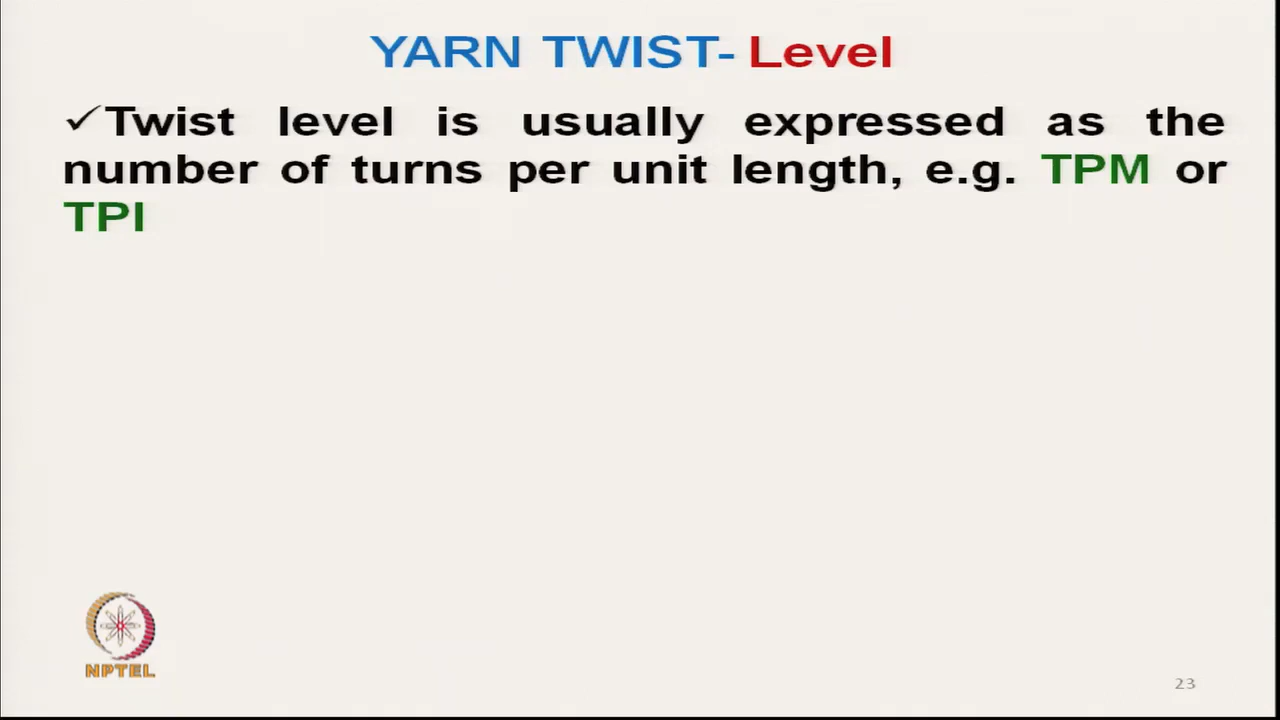 YARN TWIST- Level
✓Twist level is usually expressed as the
number of turns per unit length, e.g. TPM or
TPI
NPTEL
23